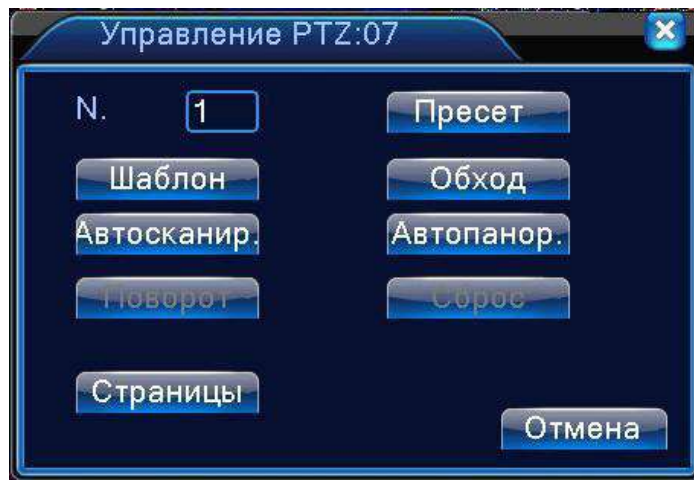 Управление PTZ:07
N. 1 Пресет
Шаблон Обход
Автосканир. Автопанор.
Поворот Сброс
Страницы
Отмена